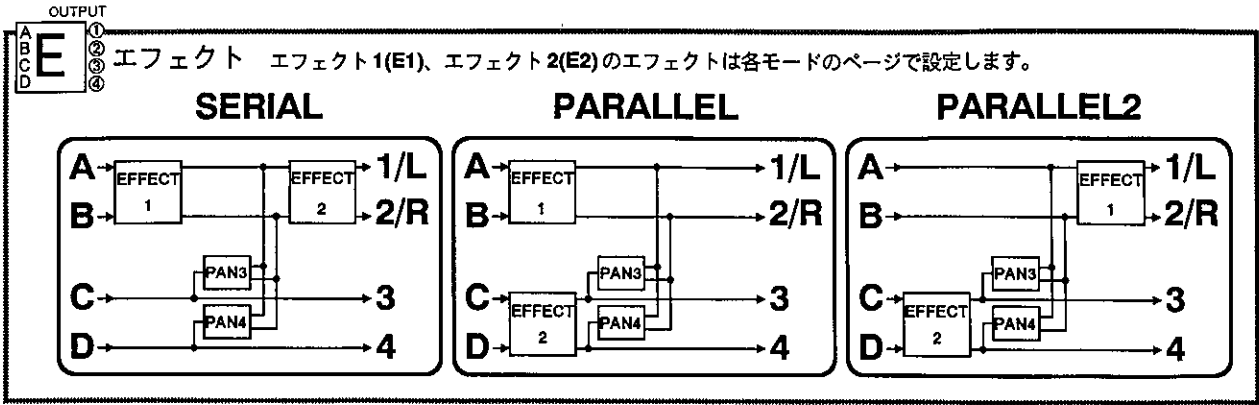 OUTPUT
A B C D E ① ② ③ ④
エフェクト エフェクト1(E1)、エフェクト2(E2)のエフェクトは各モードのページで設定します。
SERIAL PARALLEL PARALLEL2
A EFFECT 1 EFFECT 2 1/L
B 2/R
PAN3
C 3
PAN4
D 4
A EFFECT 1 1/L
B 2/R
PAN3
C EFFECT 2 3
PAN4
D 4
A EFFECT 1 1/L
B 2/R
PAN3
C EFFECT 2 3
PAN4
D 4